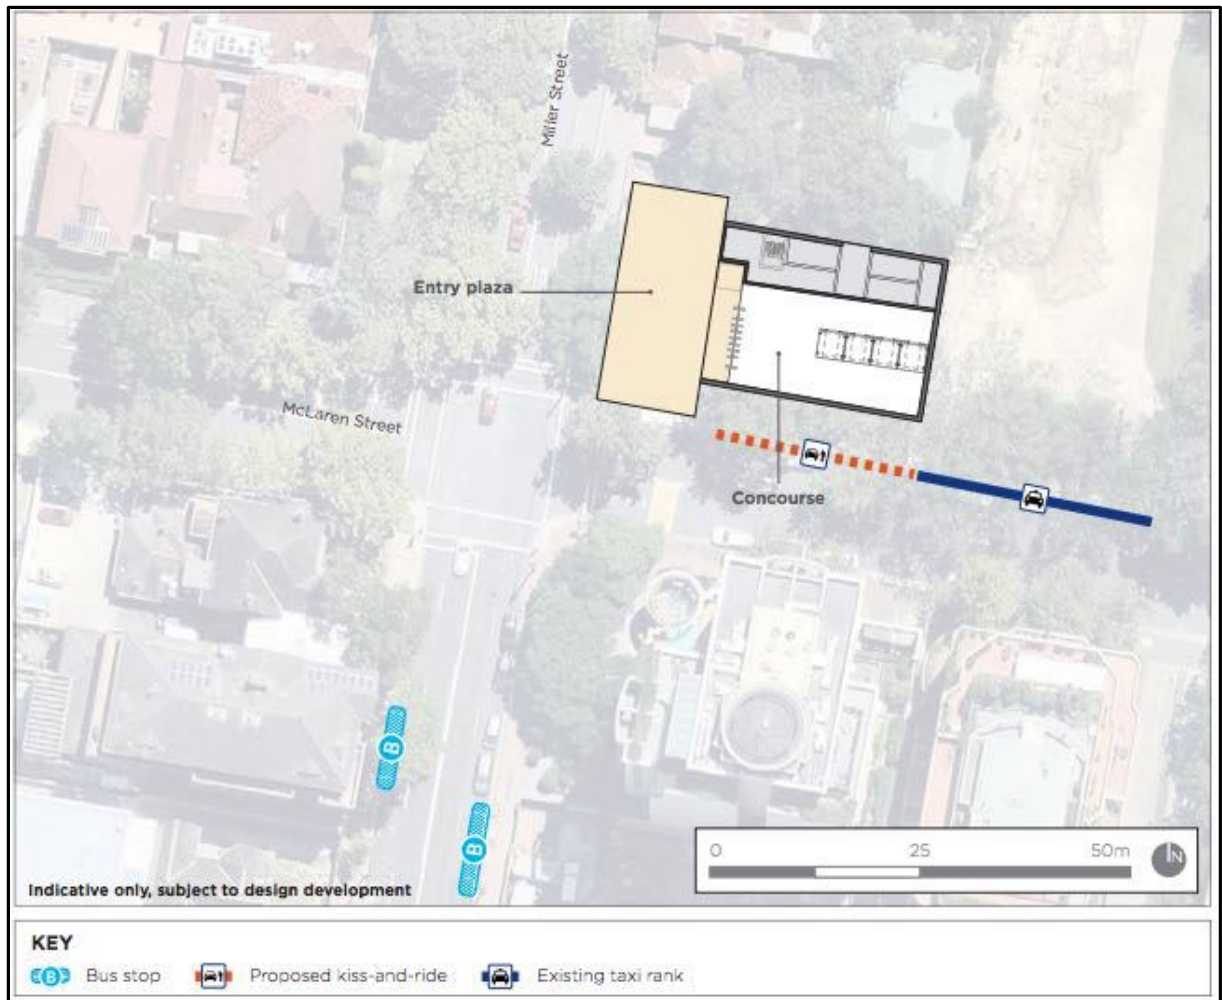 Miller Street
Entry plaza
McLaren Street
Concourse
B
B
0 25 50m
N
Indicative only, subject to design development
KEY
B Bus stop
Proposed kiss-and-ride
Existing taxi rank